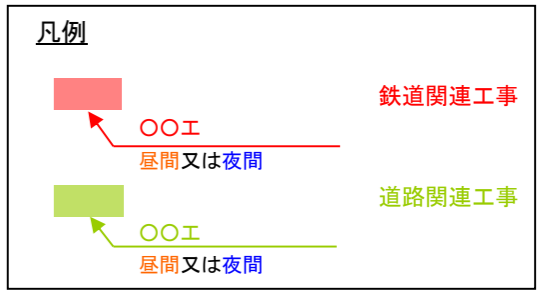 凡例
鉄道関連工事
〇〇工
昼間又は夜間
道路関連工事
〇〇工
昼間又は夜間